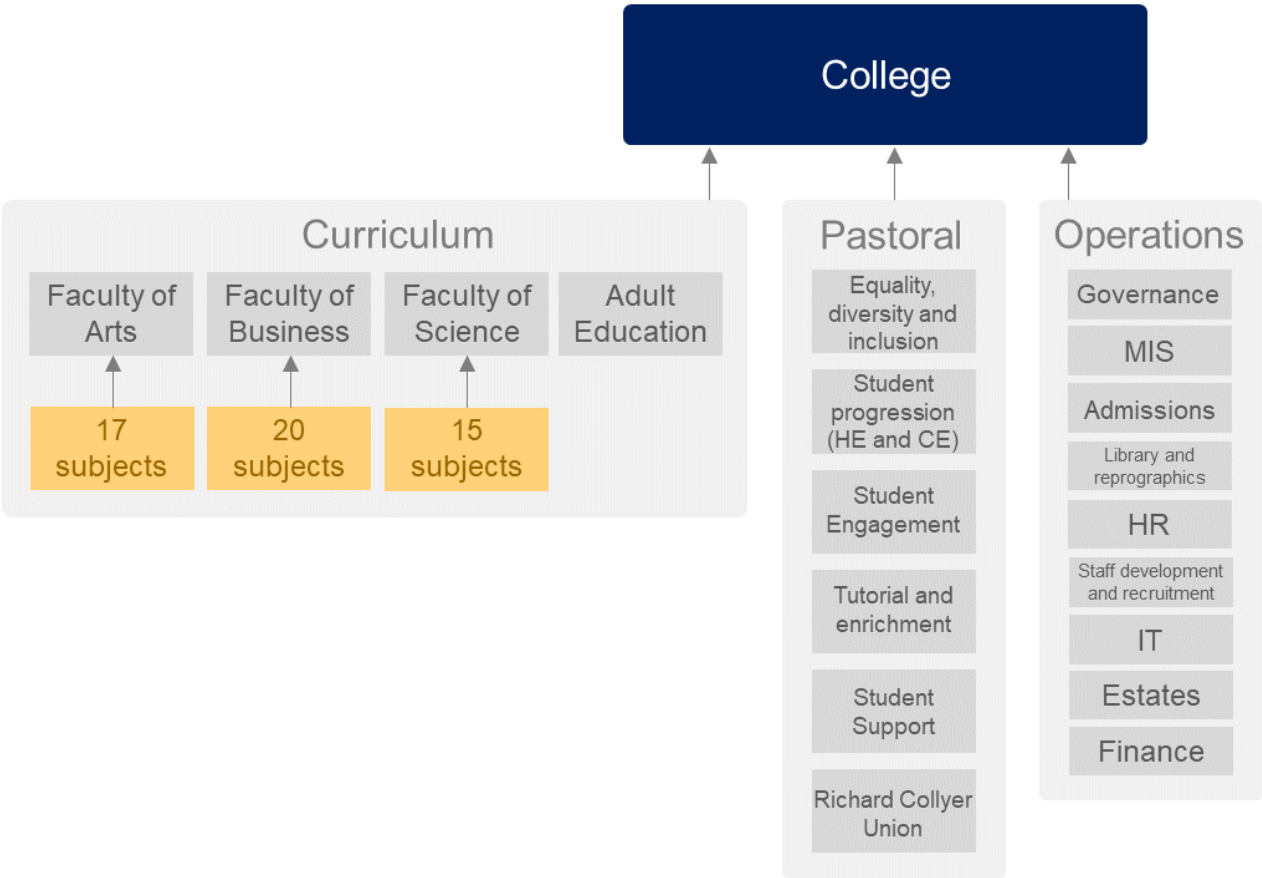 College
Curriculum
Faculty of
Arts
Faculty of
Business
Faculty of
Science
Adult
Education
17
subjects
20
subjects
15
subjects
Pastoral
Equality,
diversity and
inclusion
Student
progression
(HE and CE)
Student
Engagement
Tutorial and
enrichment
Student
Support
Richard Collyer
Union
Operations
Governance
MIS
Admissions
Library and
reprographics
HR
Staff development
and recruitment
IT
Estates
Finance